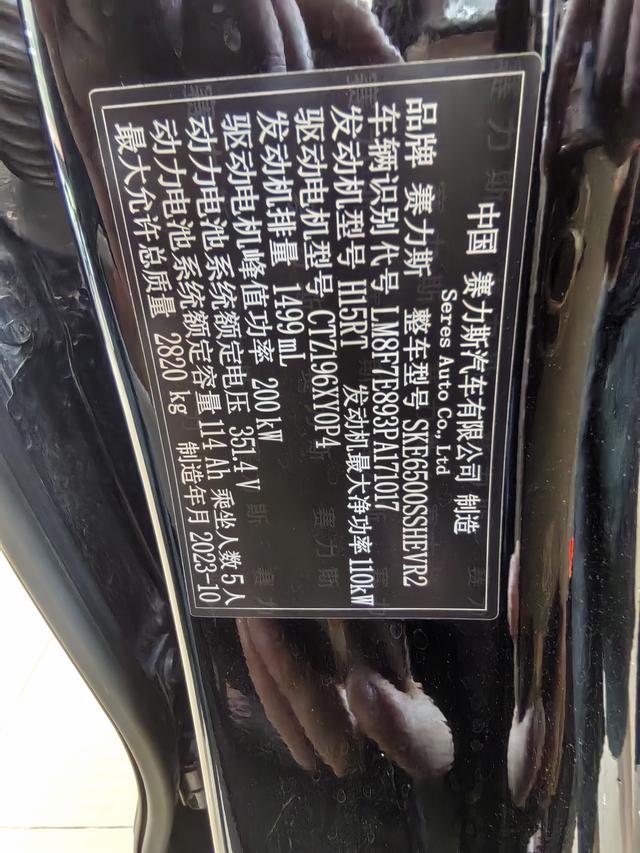 中国 赛力斯汽车有限公司 制造
Seres Auto Co., Ltd
品牌 赛力斯 整车型号 SKE6500SSHEVR2
车辆识别代号 LM8F7E893PA171017
发动机型号 H15RT 发动机最大净功率 110kW
驱动电机型号 CTZ196XY0P4
发动机排量 1499 mL
驱动电机峰值功率 200 kW
动力电池系统额定电压 351.4 V
动力电池系统额定容量 114 Ah 乘坐人数 5 人
最大允许总质量 2820 kg 制造年月 2023-10